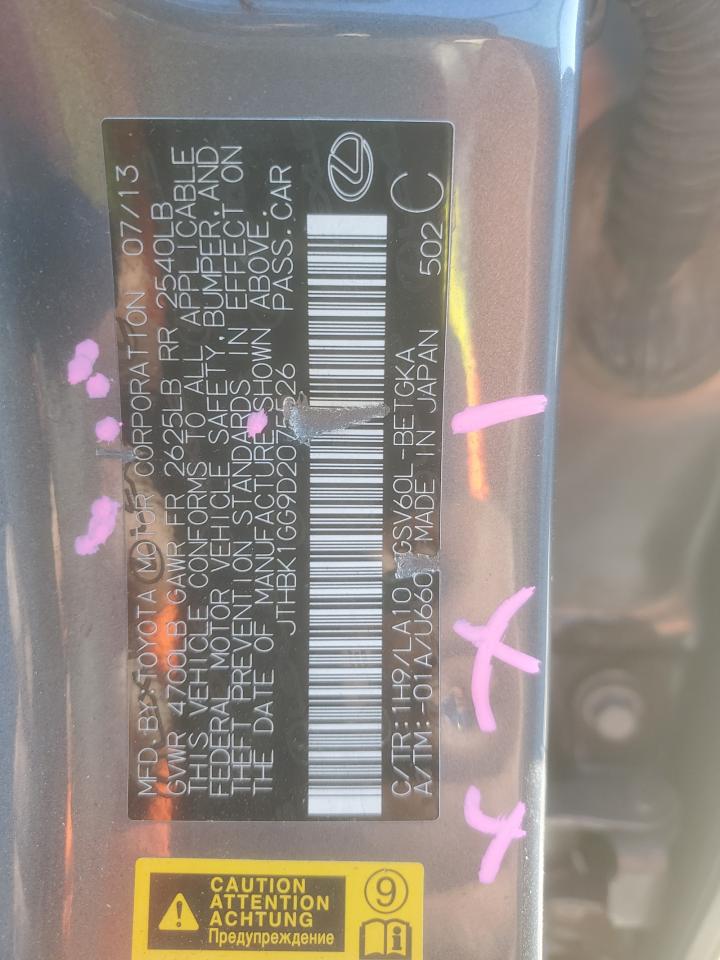 MFD. BY: TOYOTA MOTOR CORPORATION 07/13
GVWR 4700LB GAWR FR 2625LB RR 2540LB
THIS VEHICLE CONFORMS TO ALL APPLICABLE
FEDERAL MOTOR VEHICLE SAFETY, BUMPER, AND
THEFT PREVENTION STANDARDS IN EFFECT ON
THE DATE OF MANUFACTURE SHOWN ABOVE.
PASS. CAR
C/TR: 1H9/LA10 GSV60L-BETGKA
A/TM: -01A/U660 MADE IN JAPAN
502 C
CAUTION
ATTENTION
ACHTUNG
Предупреждение
9